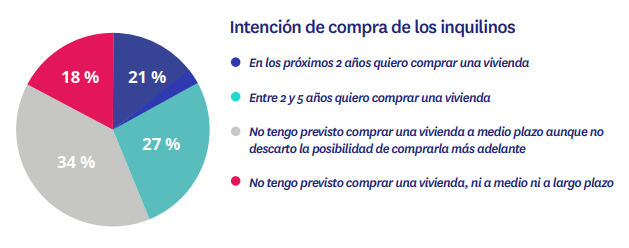 Intención de compra de los inquilinos
18 %
21 %
27 %
34 %
En los próximos 2 años quiero comprar una vivienda
Entre 2 y 5 años quiero comprar una vivienda
No tengo previsto comprar una vivienda a medio plazo aunque no
descarto la posibilidad de comprarla más adelante
No tengo previsto comprar una vivienda, ni a medio ni a largo plazo